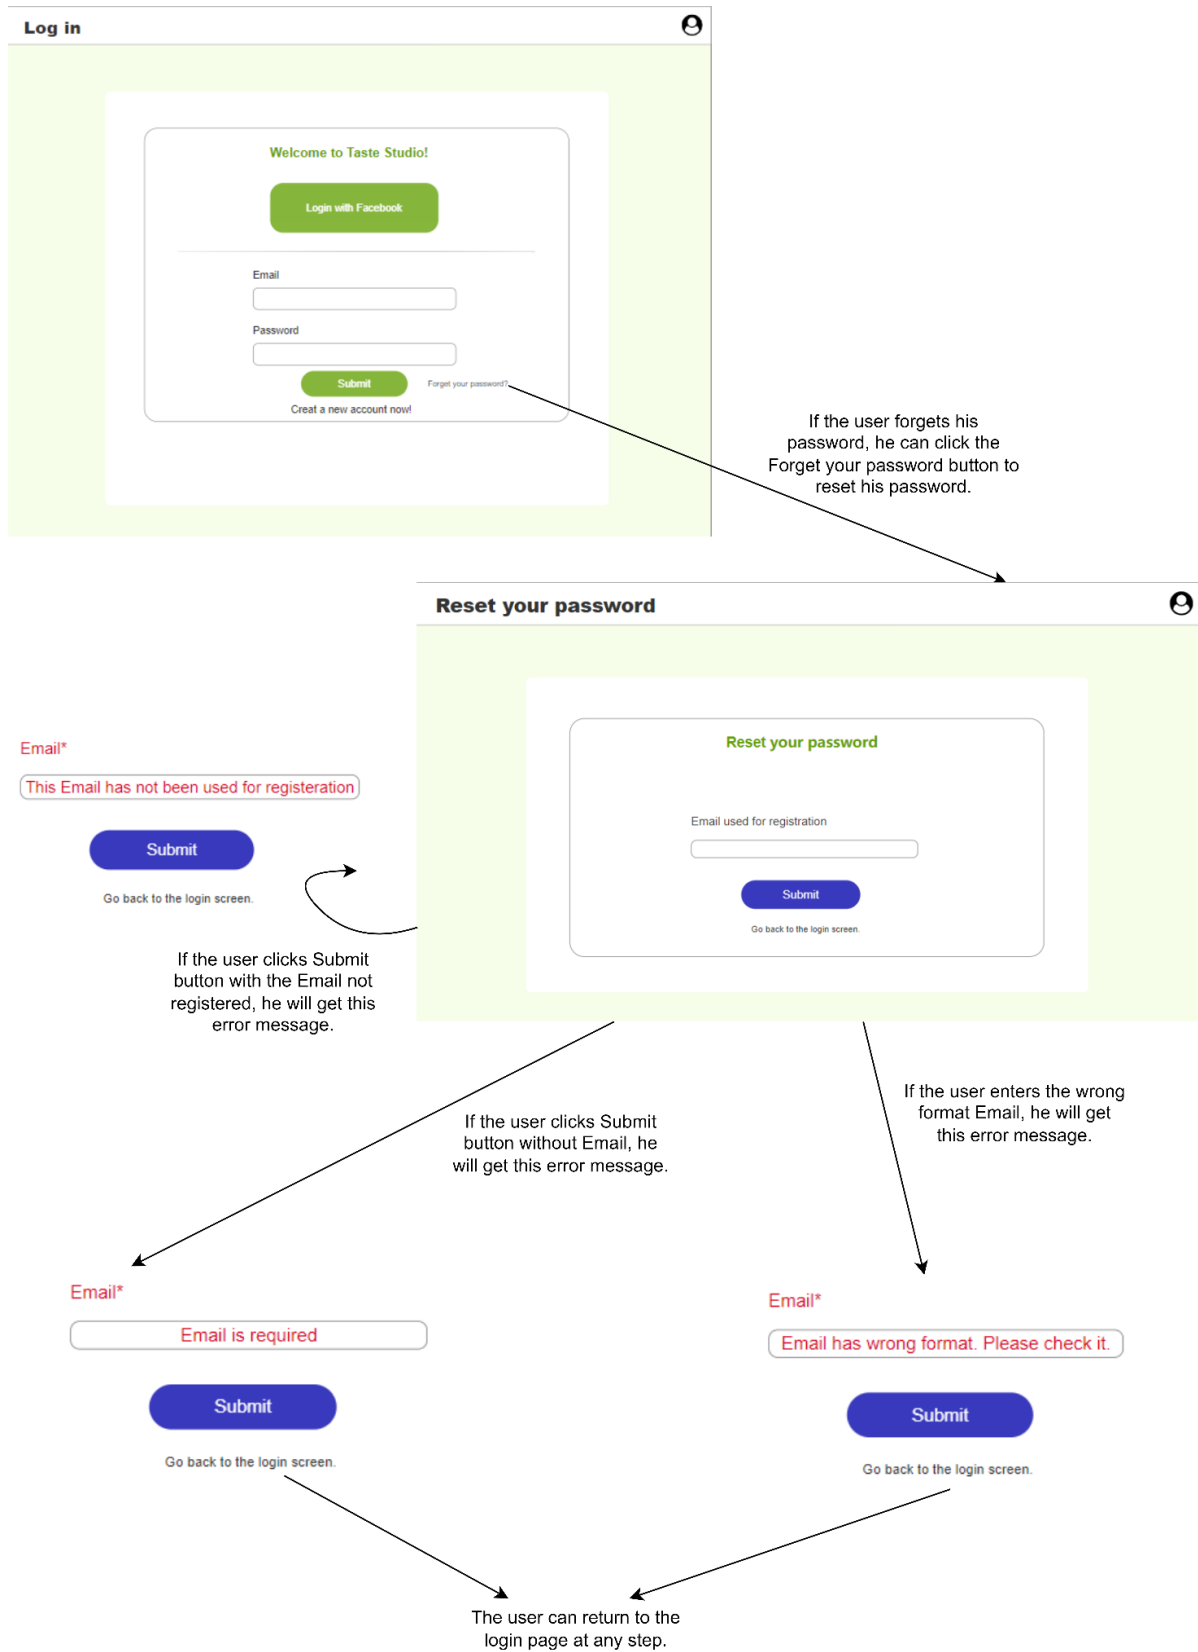 Log in
Welcome to Taste Studio!
Login with Facebook
Email
Password
Submit
Forget your password?
Creat a new account now!
If the user forgets his
password, he can click the
Forget your password button to
reset his password.
Reset your password
Reset your password
Email used for registration
Submit
Go back to the login screen.
Email*
This Email has not been used for registeration
Submit
Go back to the login screen.
If the user clicks Submit
button with the Email not
registered, he will get this
error message.
If the user clicks Submit
button without Email, he
will get this error message.
If the user enters the wrong
format Email, he will get
this error message.
Email*
Email is required
Submit
Go back to the login screen.
Email*
Email has wrong format. Please check it.
Submit
Go back to the login screen.
The user can return to the
login page at any step.